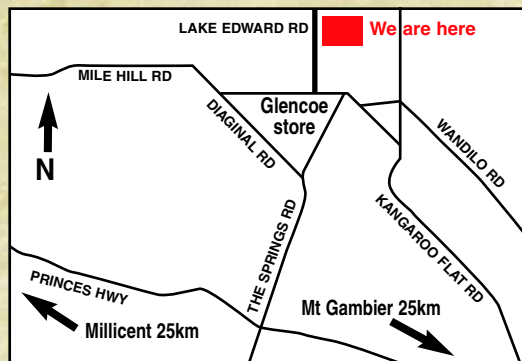 LAKE EDWARD RD
We are here
MILE HILL RD
Glencoe
store
DIAGINAL RD
WANDILO RD
N
KANGAROO FLAT RD
THE SPRINGS RD
PRINCES HWY
Mt Gambier 25km
Millicent 25km